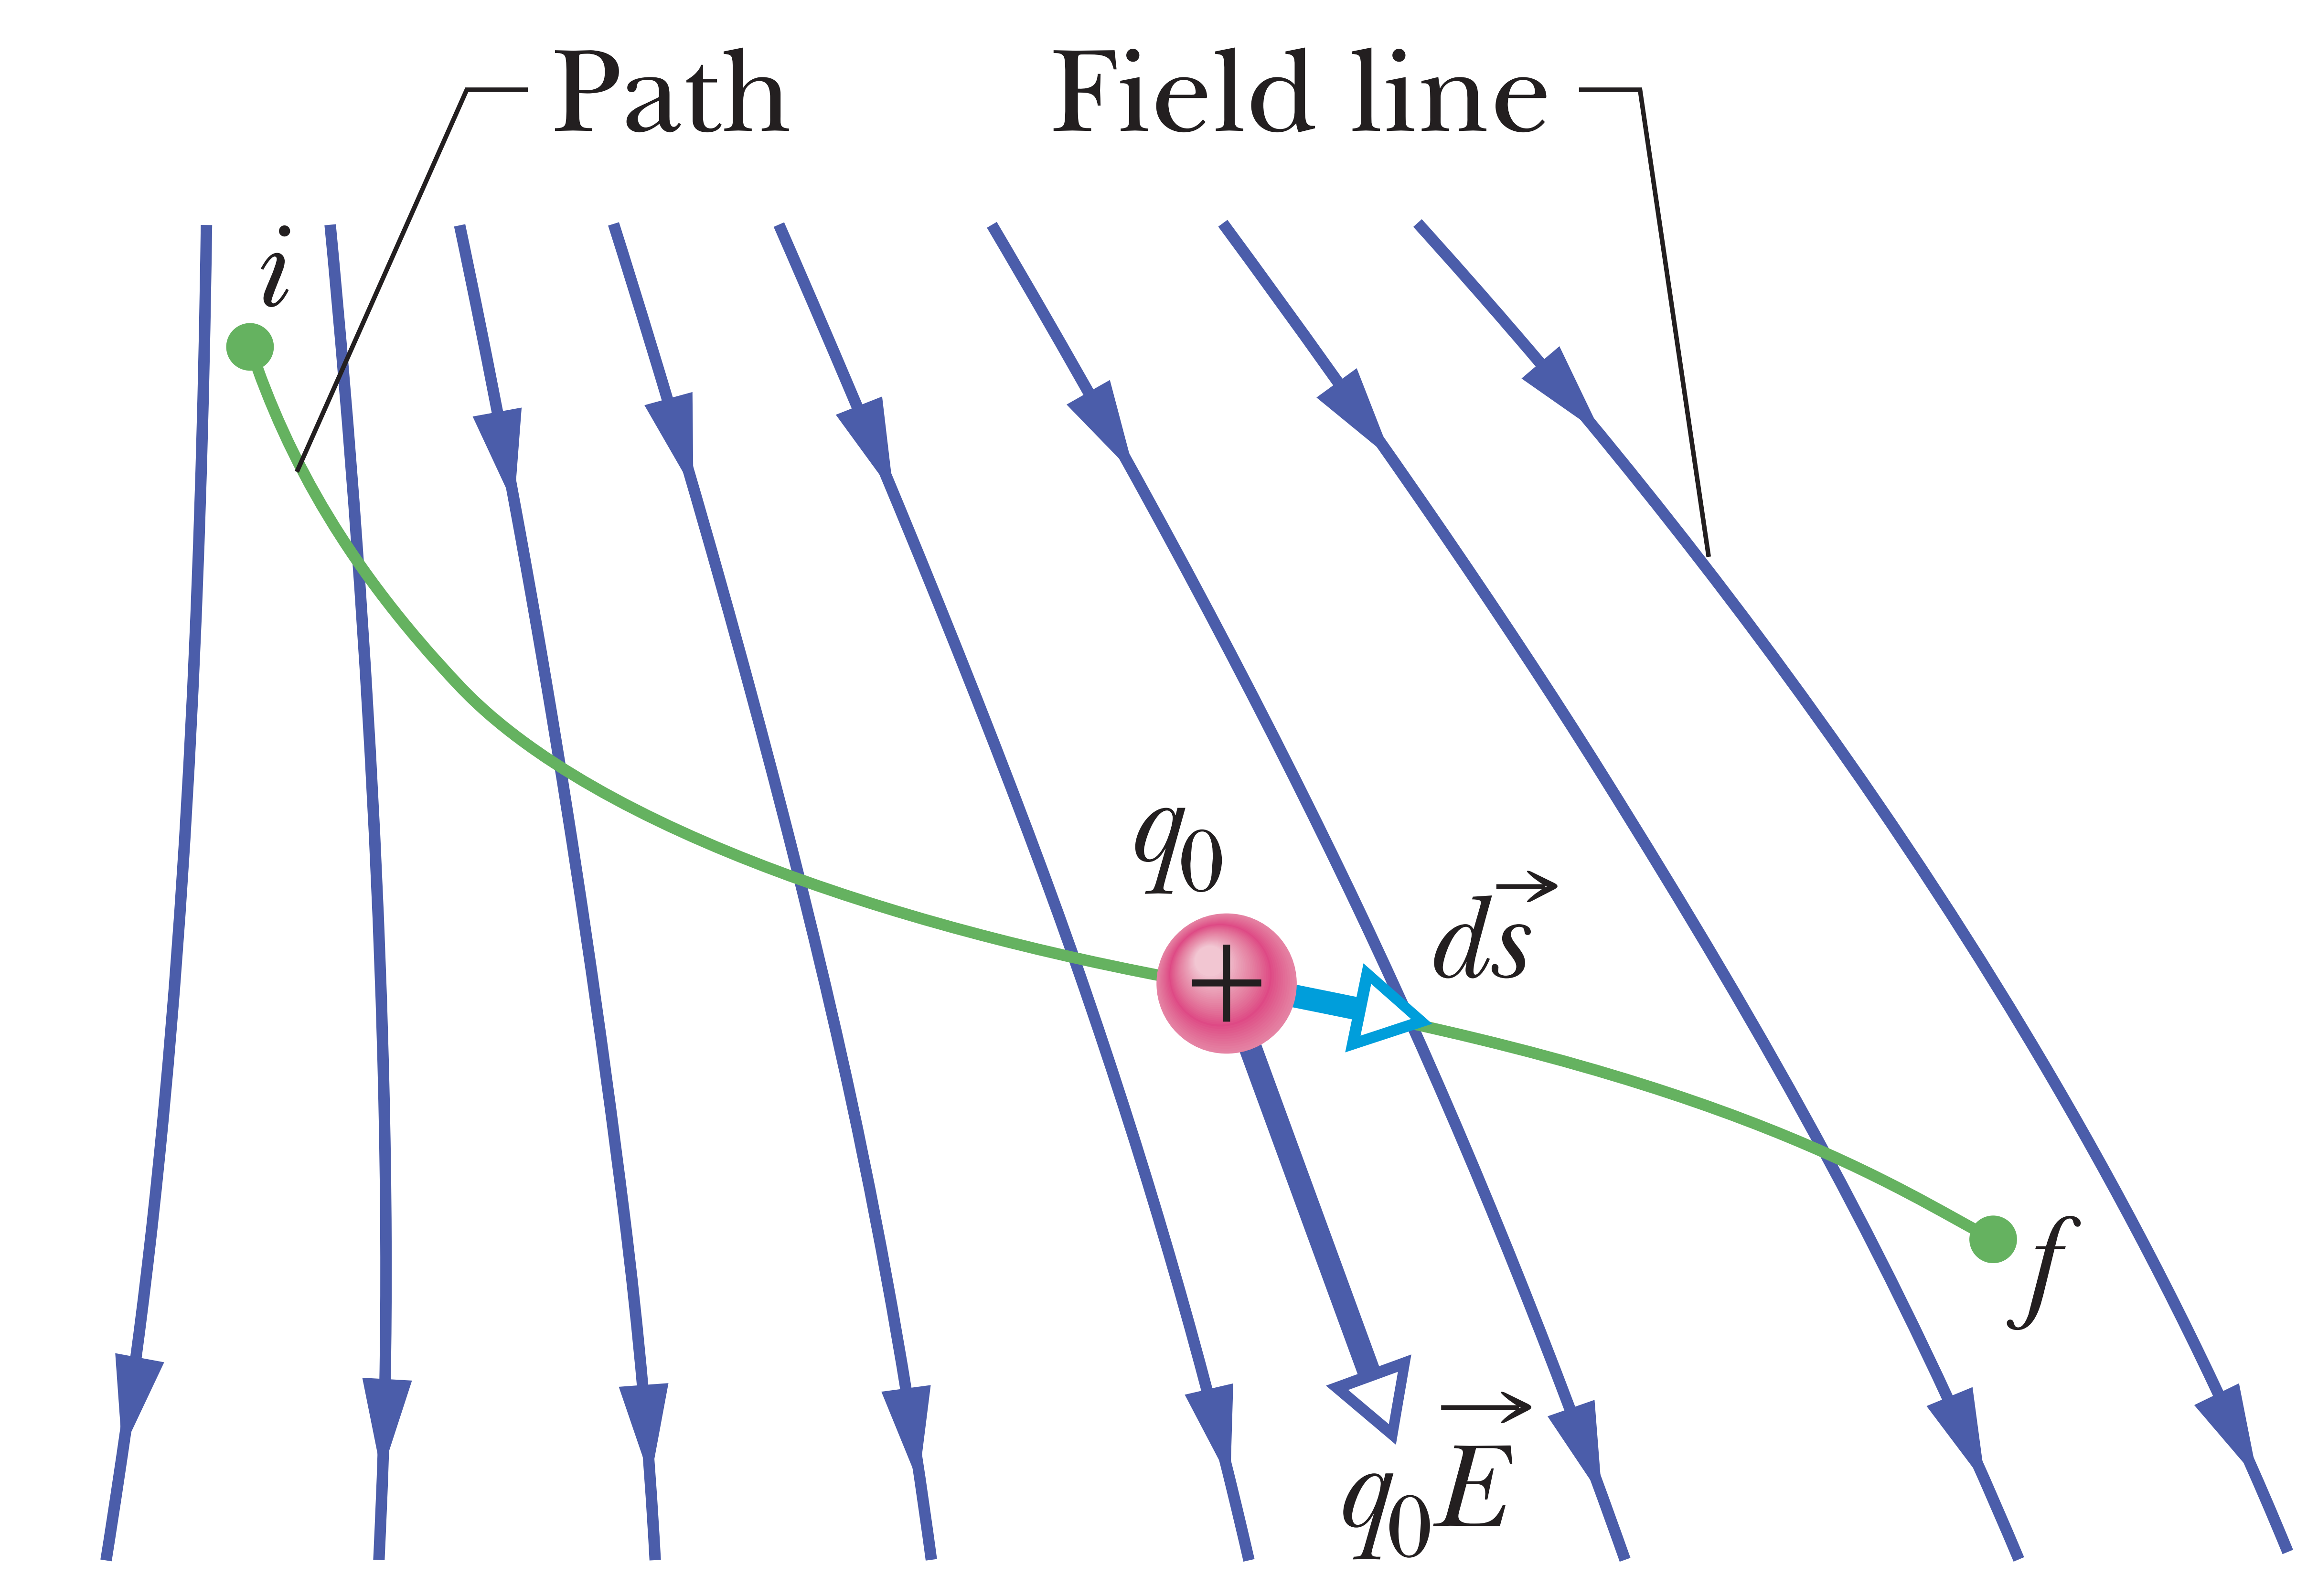 Path
Field line
i
q₀
+
ds⃗
f
q₀E⃗